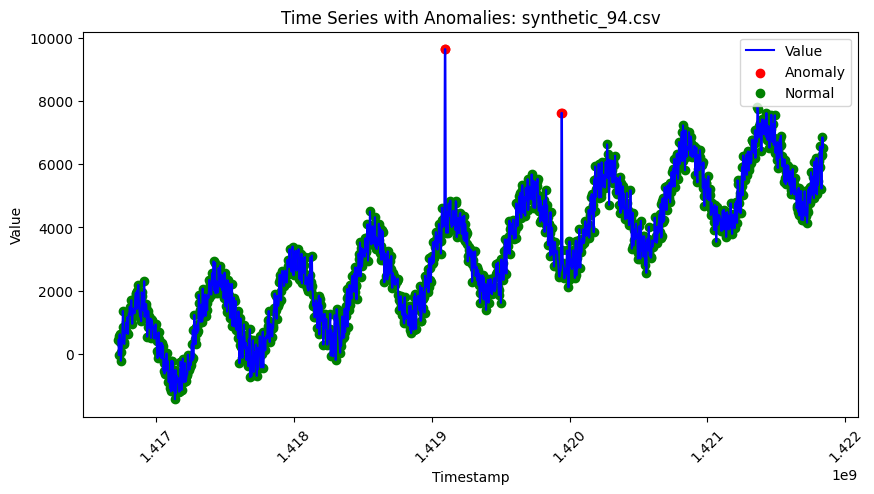 Time Series with Anomalies: synthetic_94.csv
Value
Anomaly
Normal
10000
8000
6000
4000
2000
0
Value
1.417
1.418
1.419
1.420
1.421
1.422
1e9
Timestamp